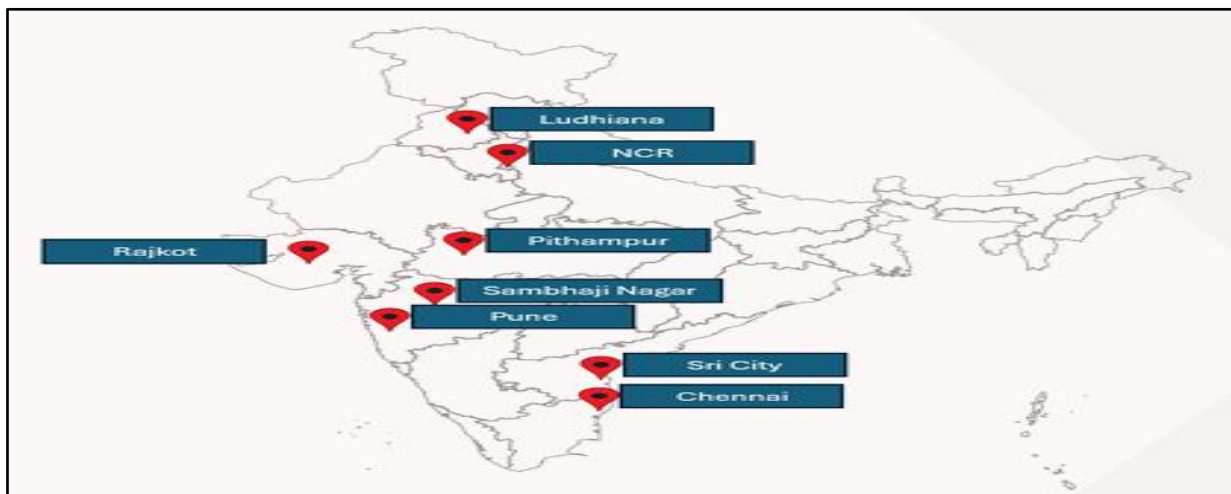 Ludhiana
NCR
Pithampur
Rajkot
Sambhaji Nagar
Pune
Sri City
Chennai